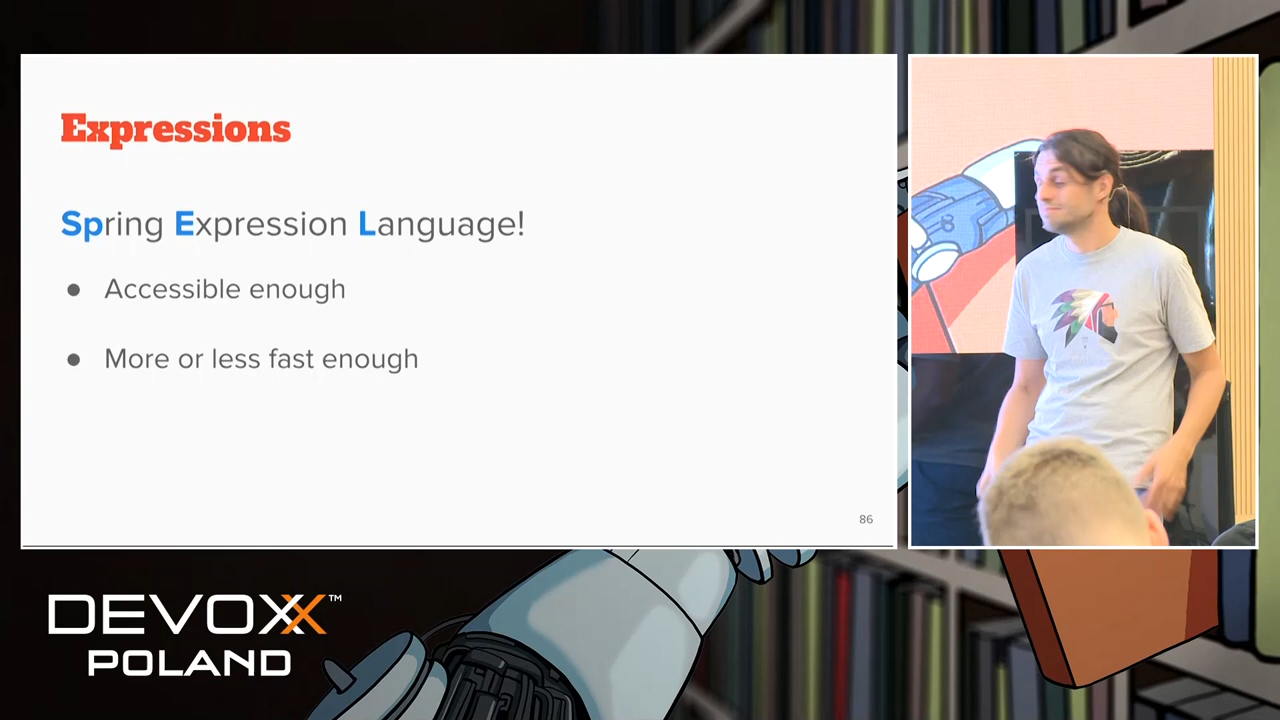 Expressions
Spring Expression Language!
● Accessible enough
● More or less fast enough
86
DEVOXX™
POLAND